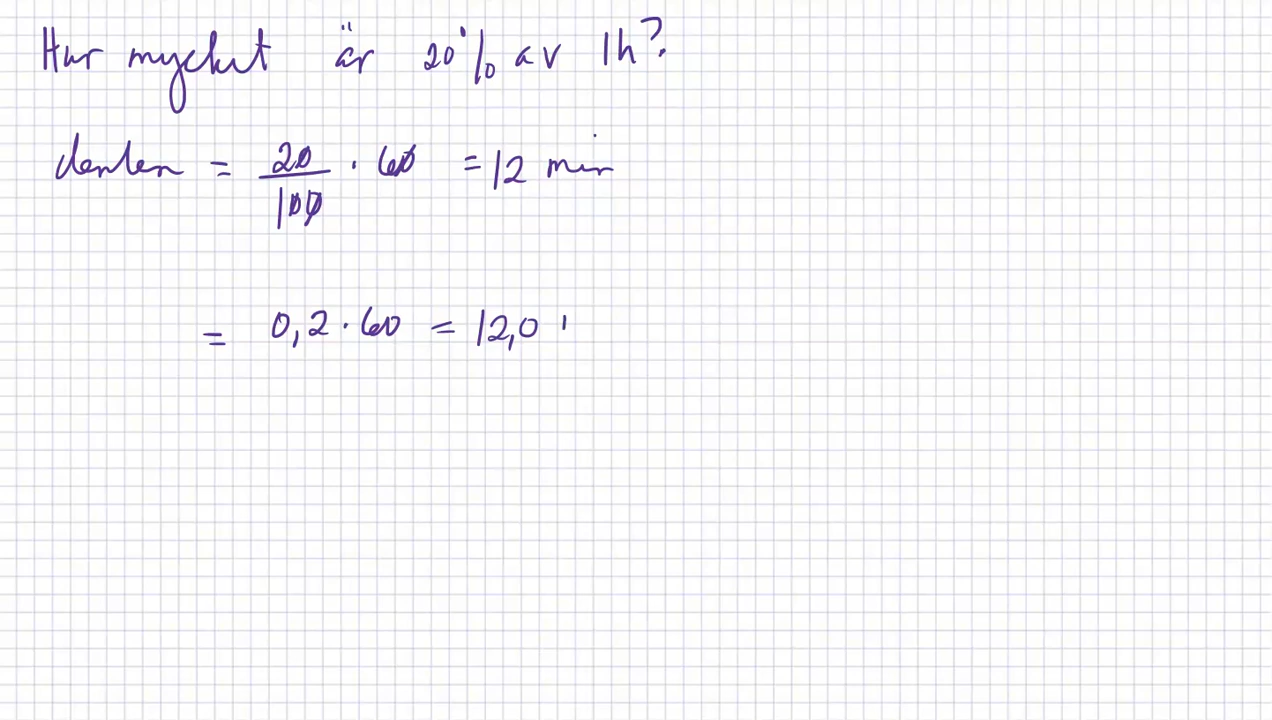 Hur mycket är 20% av 1h?
delen = 20/100 · 60 = 12 min
= 0,2 · 60 = 12,0